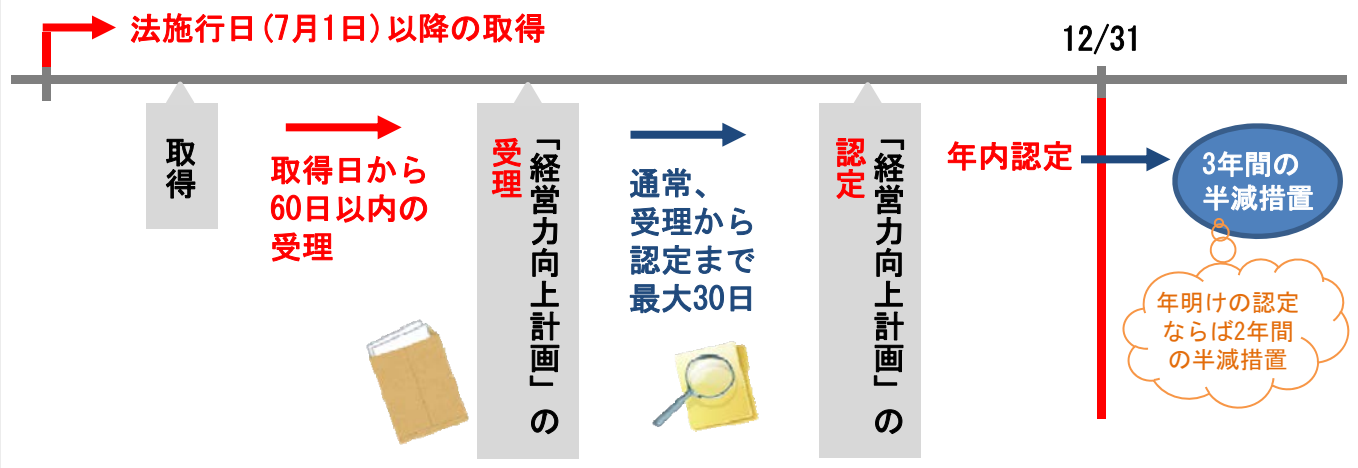 法施行日(7月1日)以降の取得
12/31
取得
取得日から
60日以内の
受理
「経営力向上計画」の
受理
通常、
受理から
認定まで
最大30日
「経営力向上計画」の
認定
年内認定
3年間の
半減措置
年明けの認定
ならば2年間
の半減措置